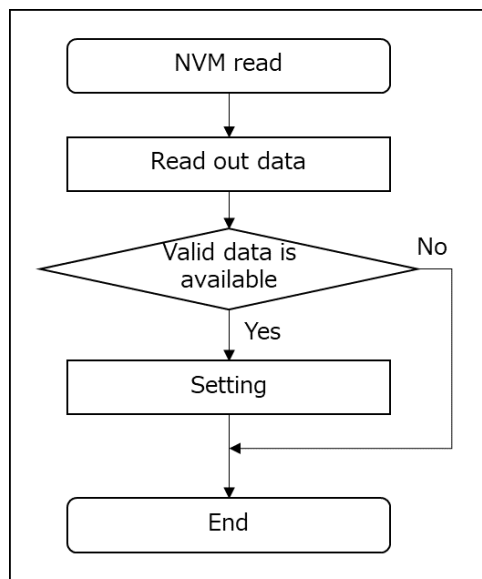 NVM read
Read out data
Valid data is
available
No
Yes
Setting
End